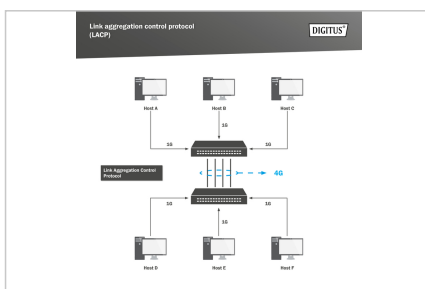 Link aggregation control protocol
(LACP)
DIGITUS®
Host A
Host B
Host C
1G
1G
1G
Link Aggregation Control
Protocol
4G
1G
1G
1G
Host D
Host E
Host F